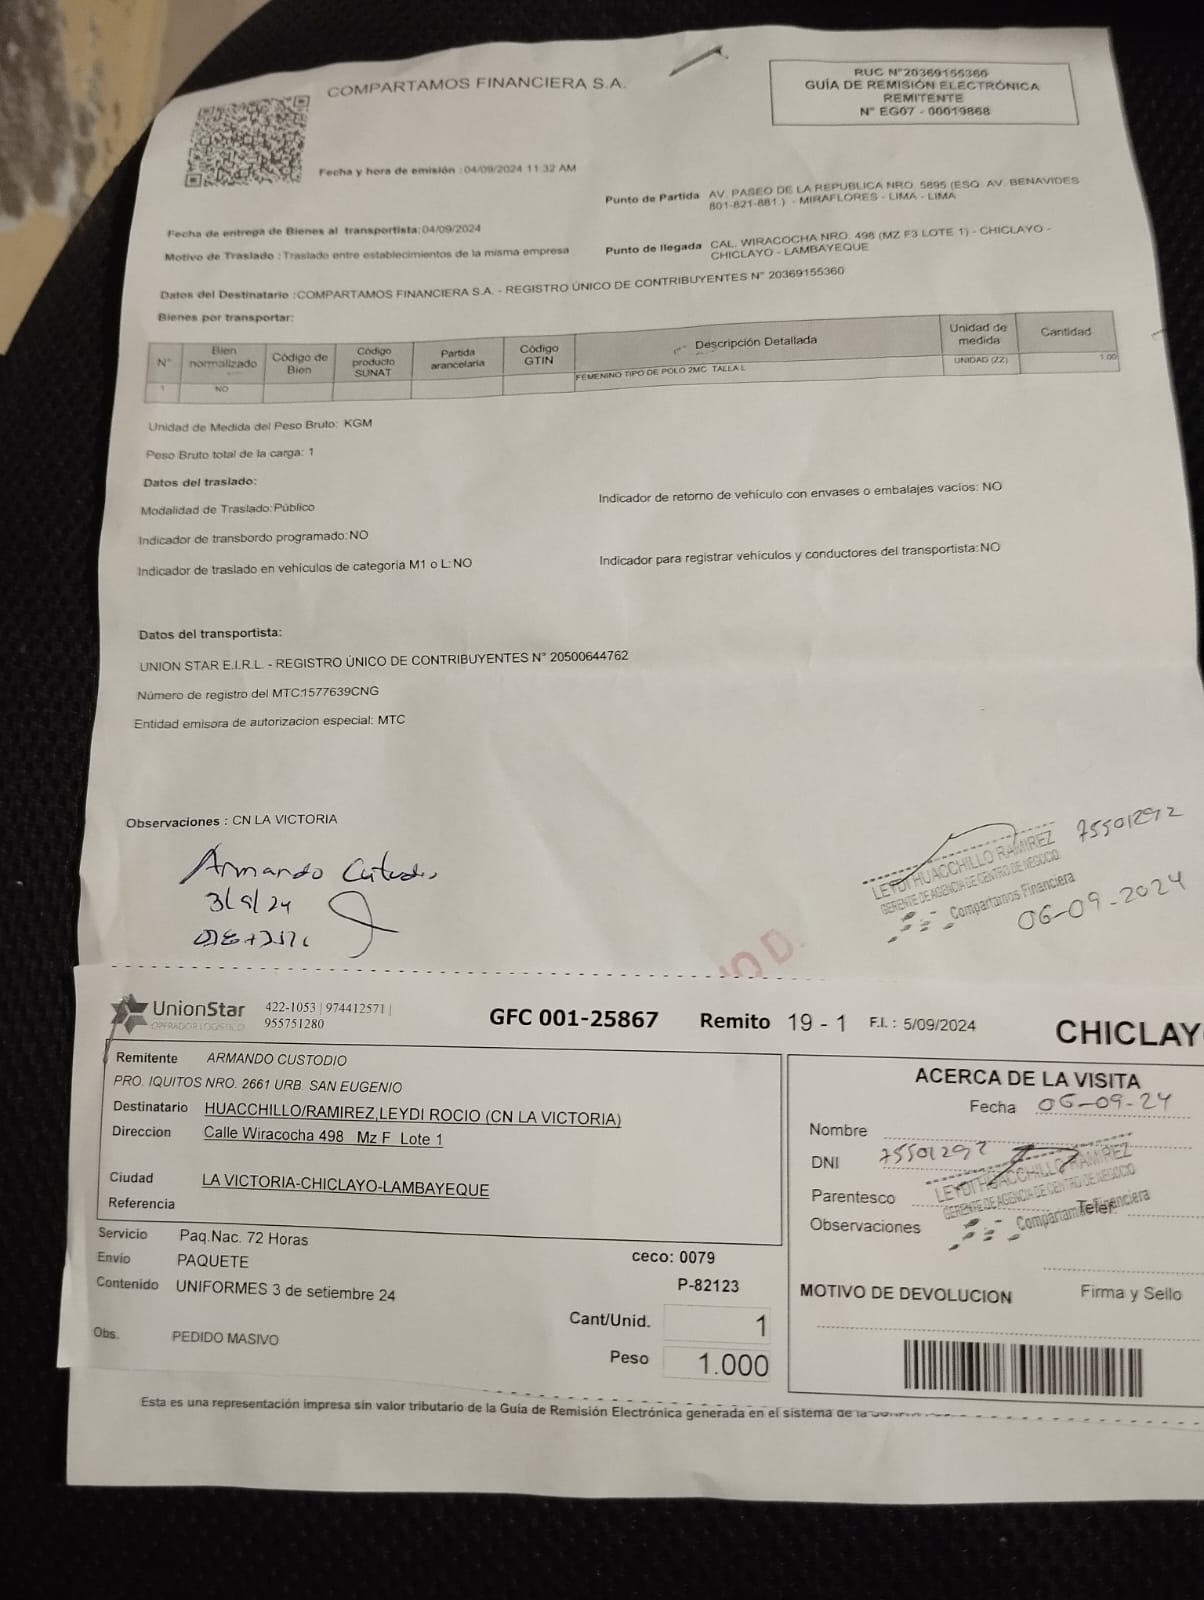 COMPARTAMOS FINANCIERA S.A.
RUC N°20369155360
GUÍA DE REMISIÓN ELECTRÓNICA
REMITENTE
N° EG07 - 00019868
Fecha y hora de emisión : 04/09/2024 11:32 AM
Punto de Partida AV. PASEO DE LA REPUBLICA NRO. 5895 (ESQ. AV. BENAVIDES
801-821-881.) - MIRAFLORES - LIMA - LIMA
Fecha de entrega de Bienes al transportista: 04/09/2024
Motivo de Traslado : Traslado entre establecimientos de la misma empresa
Punto de llegada CAL. WIRACOCHA NRO. 498 (MZ F3 LOTE 1) - CHICLAYO -
CHICLAYO - LAMBAYEQUE
Datos del Destinatario :COMPARTAMOS FINANCIERA S.A. - REGISTRO ÚNICO DE CONTRIBUYENTES N° 20369155360
Bienes por transportar:
N° Bien normalizado Código de Bien Código producto SUNAT Partida arancelaria Código GTIN Descripción Detallada Unidad de medida Cantidad
1 NO FEMENINO TIPO DE POLO 2MC TALLA L UNIDAD (ZZ) 1.00
Unidad de Medida del Peso Bruto: KGM
Peso Bruto total de la carga: 1
Datos del traslado:
Modalidad de Traslado: Público
Indicador de retorno de vehículo con envases o embalajes vacíos: NO
Indicador de transbordo programado: NO
Indicador de traslado en vehículos de categoria M1 o L: NO
Indicador para registrar vehículos y conductores del transportista: NO
Datos del transportista:
UNION STAR E.I.R.L. - REGISTRO ÚNICO DE CONTRIBUYENTES N° 20500644762
Número de registro del MTC:1577639CNG
Entidad emisora de autorizacion especial: MTC
Observaciones : CN LA VICTORIA
Armando
75501292
LEYDI HUACCHILLO RAMIREZ
GERENTE DE AGENCIA DE CENTRO DE NEGOCIO
Compartamos Financiera
06-09-2024
UnionStar
OPERADOR LOGISTICO
422-1053 | 974412571 |
955751280
GFC 001-25867
Remito 19 - 1
F.I. : 5/09/2024
CHICLAY
Remitente ARMANDO CUSTODIO
PRO. IQUITOS NRO. 2661 URB. SAN EUGENIO
Destinatario HUACCHILLO/RAMIREZ,LEYDI ROCIO (CN LA VICTORIA)
Direccion Calle Wiracocha 498 Mz F Lote 1
Ciudad LA VICTORIA-CHICLAYO-LAMBAYEQUE
Referencia
Servicio Paq.Nac. 72 Horas
Envio PAQUETE
Contenido UNIFORMES 3 de setiembre 24
Obs. PEDIDO MASIVO
ceco: 0079
P-82123
Cant/Unid. 1
Peso 1.000
ACERCA DE LA VISITA
Fecha 06-09-24
Nombre
DNI 75501292
LEYDI HUACCHILLO RAMIREZ
Parentesco
GERENTE DE AGENCIA DE CENTRO DE NEGOCIO
Observaciones
Telef.
MOTIVO DE DEVOLUCION
Firma y Sello
Esta es una representación impresa sin valor tributario de la Guía de Remisión Electrónica generada en el sistema de la